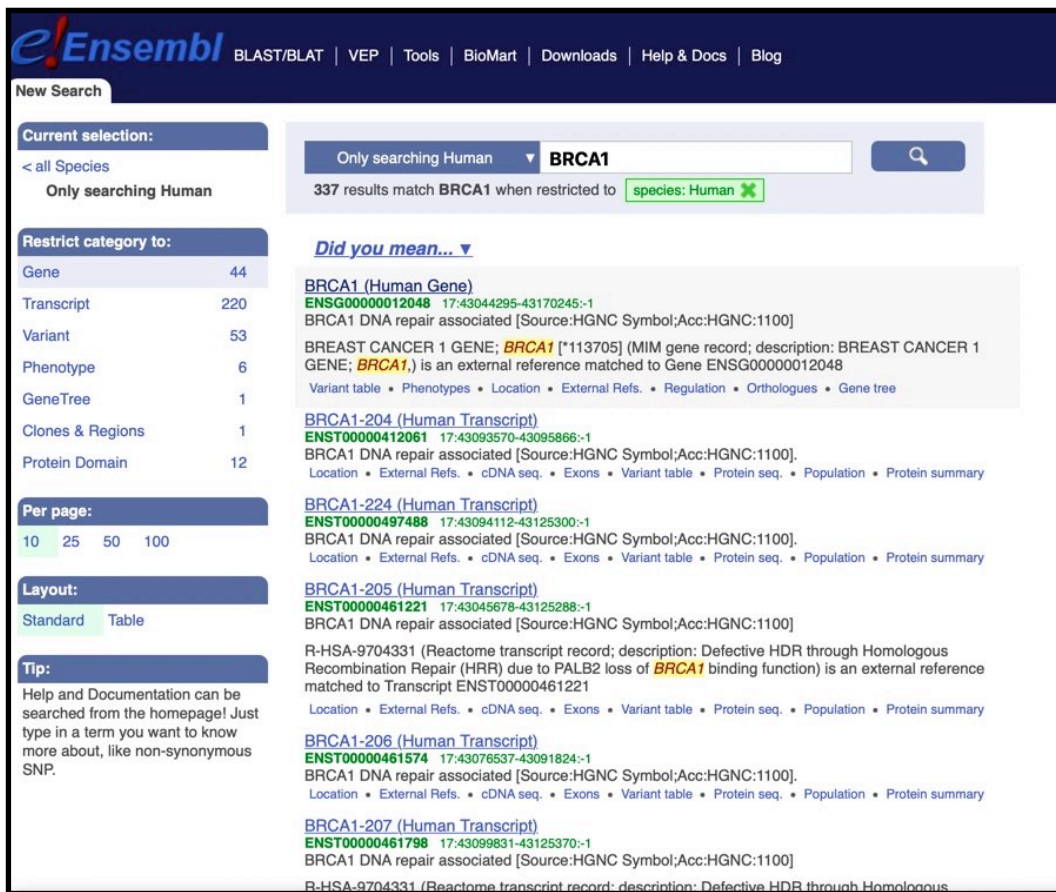 e!Ensembl BLAST/BLAT | VEP | Tools | BioMart | Downloads | Help & Docs | Blog
New Search
Current selection:
< all Species
Only searching Human
Restrict category to:
Gene 44
Transcript 220
Variant 53
Phenotype 6
GeneTree 1
Clones & Regions 1
Protein Domain 12
Per page:
10 25 50 100
Layout:
Standard Table
Tip:
Help and Documentation can be
searched from the homepage! Just
type in a term you want to know
more about, like non-synonymous
SNP.
Only searching Human ▼ BRCA1
337 results match BRCA1 when restricted to species: Human ✖
Did you mean... ▼
BRCA1 (Human Gene)
ENSG00000012048 17:43044295-43170245:-1
BRCA1 DNA repair associated [Source:HGNC Symbol;Acc:HGNC:1100]
BREAST CANCER 1 GENE; BRCA1 [*113705] (MIM gene record; description: BREAST CANCER 1
GENE; BRCA1,) is an external reference matched to Gene ENSG00000012048
Variant table • Phenotypes • Location • External Refs. • Regulation • Orthologues • Gene tree
BRCA1-204 (Human Transcript)
ENST00000412061 17:43093570-43095866:-1
BRCA1 DNA repair associated [Source:HGNC Symbol;Acc:HGNC:1100].
Location • External Refs. • cDNA seq. • Exons • Variant table • Protein seq. • Population • Protein summary
BRCA1-224 (Human Transcript)
ENST00000497488 17:43094112-43125300:-1
BRCA1 DNA repair associated [Source:HGNC Symbol;Acc:HGNC:1100].
Location • External Refs. • cDNA seq. • Exons • Variant table • Protein seq. • Population • Protein summary
BRCA1-205 (Human Transcript)
ENST00000461221 17:43045678-43125288:-1
BRCA1 DNA repair associated [Source:HGNC Symbol;Acc:HGNC:1100]
R-HSA-9704331 (Reactome transcript record; description: Defective HDR through Homologous
Recombination Repair (HRR) due to PALB2 loss of BRCA1 binding function) is an external reference
matched to Transcript ENST00000461221
Location • External Refs. • cDNA seq. • Exons • Variant table • Protein seq. • Population • Protein summary
BRCA1-206 (Human Transcript)
ENST00000461574 17:43076537-43091824:-1
BRCA1 DNA repair associated [Source:HGNC Symbol;Acc:HGNC:1100].
Location • External Refs. • cDNA seq. • Exons • Variant table • Protein seq. • Population • Protein summary
BRCA1-207 (Human Transcript)
ENST00000461798 17:43099831-43125370:-1
BRCA1 DNA repair associated [Source:HGNC Symbol;Acc:HGNC:1100]
R-HSA-9704331 (Reactome transcript record; description: Defective HDR through Homologous